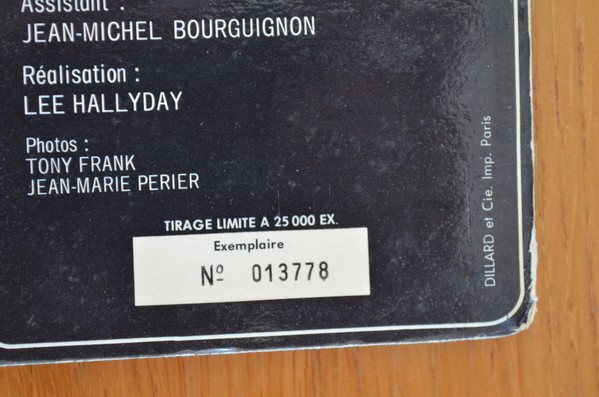 Assistant :
JEAN-MICHEL BOURGUIGNON
Réalisation :
LEE HALLYDAY
Photos :
TONY FRANK
JEAN-MARIE PERIER
TIRAGE LIMITE A 25 000 EX.
Exemplaire
Nº 013778
DILLARD et Cie. Imp. Paris